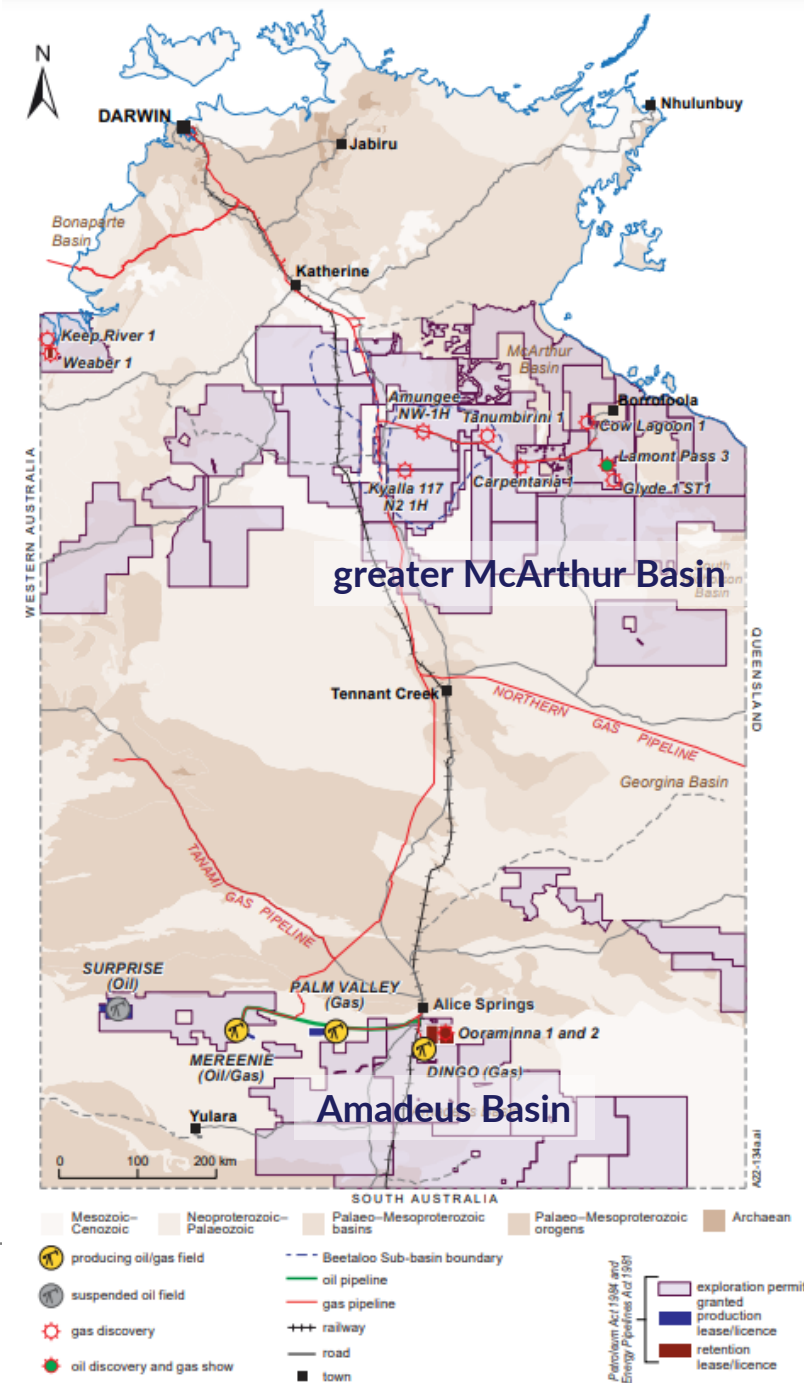 N
DARWIN
Nhulunbuy
Jabiru
Bonaparte
Basin
Katherine
Keep River 1
Weaber 1
McArthur
Basin
Amungee
NW-1H
Tanumbirini 1
Borroloola
Cow Lagoon 1
Lamont Pass 3
Carpentaria 1
Glyde 1 ST1
Kyalla 117
N2 1H
WESTERN AUSTRALIA
greater McArthur Basin
Basin
QUEENSLAND
Tennant Creek
NORTHERN GAS PIPELINE
Georgina Basin
TANAMI GAS PIPELINE
SURPRISE
(Oil)
PALM VALLEY
(Gas)
Alice Springs
Ooraminna 1 and 2
MEREENIE
(Oil/Gas)
DINGO (Gas)
Amadeus Basin
Yulara
0 100 200 km
A22-134a.ai
SOUTH AUSTRALIA
Mesozoic–
Cenozoic
Neoproterozoic–
Palaeozoic
Palaeo–Mesoproterozoic
basins
Palaeo–Mesoproterozoic
orogens
Archaean
producing oil/gas field
suspended oil field
gas discovery
oil discovery and gas show
Beetaloo Sub-basin boundary
oil pipeline
gas pipeline
railway
road
town
Petroleum Act 1984 and
Energy Pipelines Act 1981
exploration permit
granted
production
lease/licence
retention
lease/licence